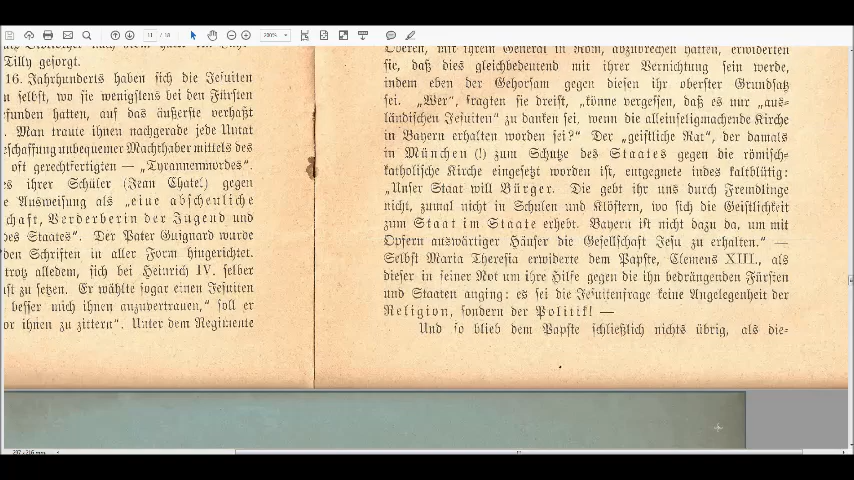 11 / 18
200%
Tilly gesorgt.
16. Jahrhunderts haben sich die Jesuiten
selbst, wo sie wenigstens bei den Fürsten
funden hatten, auf das äußerste verhaßt
Man traute ihnen nachgerade jede Untat
schaffung unbequemer Machthaber mittels des
oft gerechtfertigten — „Tyrannenmordes".
ihrer Schüler (Jean Chatel) gegen
Ausweisung als „eine abscheuliche
schaft, Verderberin der Jugend und
des Staates". Der Pater Guignard wurde
den Schriften in aller Form hingerichtet.
trotz alledem, sich bei Heinrich IV. selber
zu setzen. Er wählte sogar einen Jesuiten
besser mich ihnen anzuvertrauen," soll er
vor ihnen zu zittern". Unter dem Regimente
Oberen, mit ihrem General in Rom, abzubrechen hätten, erwiderten
sie, daß dies gleichbedeutend mit ihrer Vernichtung sein werde,
indem eben der Gehorsam gegen diesen ihr oberster Grundsatz
sei. „Wer", fragten sie dreist, „könne vergessen, daß es nur „aus-
ländischen Jesuiten" zu danken sei, wenn die alleinseligmachende Kirche
in Bayern erhalten worden sei?" Der „geistliche Rat", der damals
in München (!) zum Schutze des Staates gegen die römisch-
katholische Kirche eingesetzt worden ist, entgegnete indes kaltblütig:
„Unser Staat will Bürger. Die gebt ihr uns durch Fremdlinge
nicht, zumal nicht in Schulen und Klöstern, wo sich die Geistlichkeit
zum Staat im Staate erhebt. Bayern ist nicht dazu da, um mit
Opfern auswärtiger Häuser die Gesellschaft Jesu zu erhalten." —
Selbst Maria Theresia erwiderte dem Papste, Clemens XIII., als
dieser in seiner Not um ihre Hilfe gegen die ihn bedrängenden Fürsten
und Staaten anging: es sei die Jesuitenfrage keine Angelegenheit der
Religion, sondern der Politik! —
Und so blieb dem Papste schließlich nichts übrig, als die-